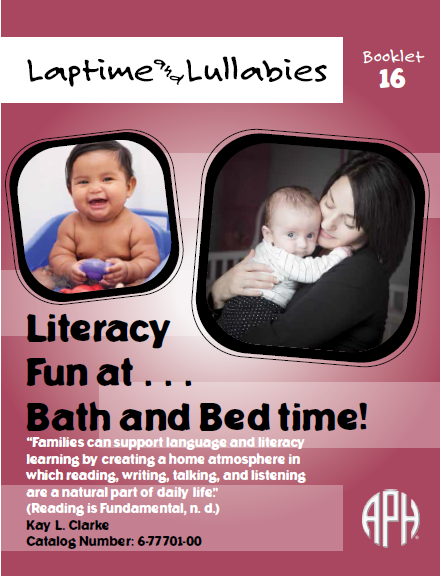 Laptime and Lullabies
Booklet
16
Literacy
Fun at . . .
Bath and Bed time!
"Families can support language and literacy
learning by creating a home atmosphere in
which reading, writing, talking, and listening
are a natural part of daily life."
(Reading is Fundamental, n. d.)
Kay L. Clarke
Catalog Number: 6-77701-00
APH